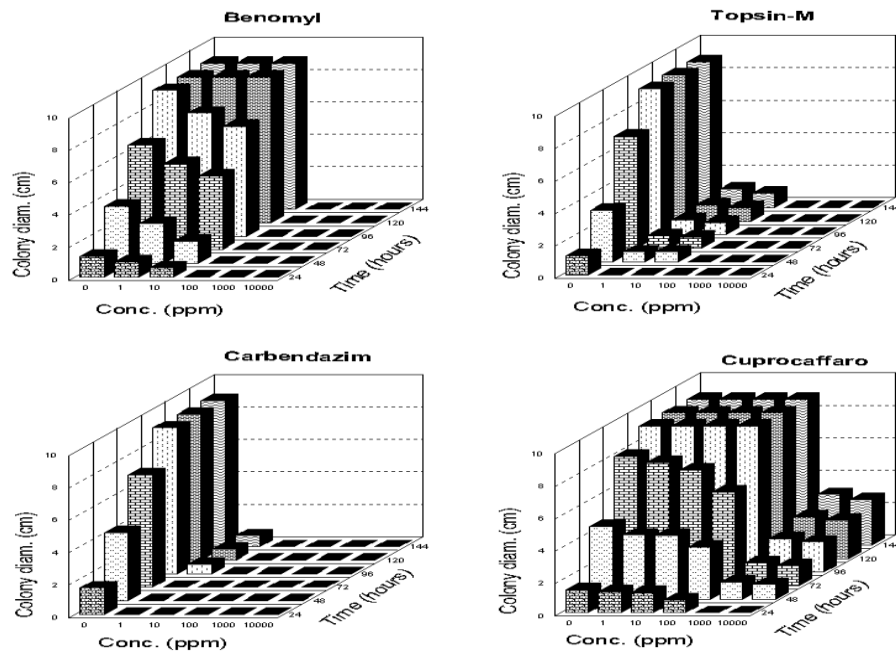 Benomyl
Colony diam. (cm)
10
8
6
4
2
0
0 1 10 100 1000 10000
Conc. (ppm)
24 48 72 96 120 144
Time (hours)
Topsin-M
Colony diam. (cm)
10
8
6
4
2
0
0 1 10 100 1000 10000
Conc. (ppm)
24 48 72 96 120 144
Time (hours)
Carbendazim
Colony diam. (cm)
10
8
6
4
2
0
0 1 10 100 1000 10000
Conc. (ppm)
24 48 72 96 120 144
Time (hours)
Cuprocaffaro
Colony diam. (cm)
10
8
6
4
2
0
0 1 10 100 1000 10000
Conc. (ppm)
24 48 72 96 120 144
Time (hours)